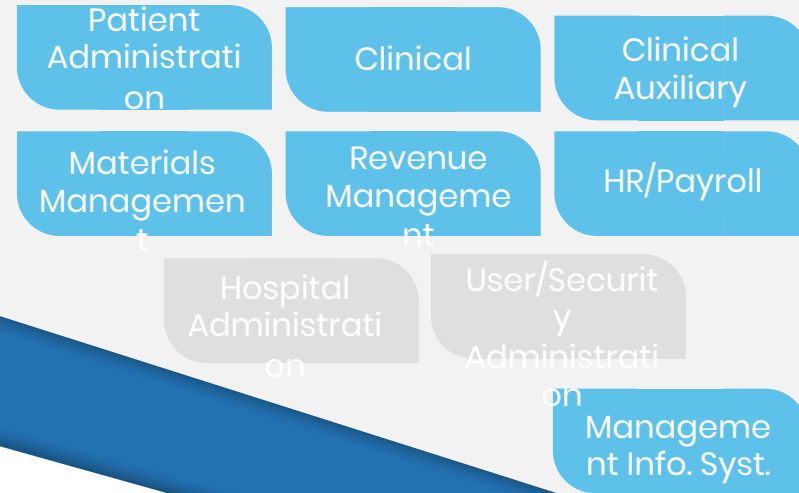 Patient
Administrati
on
Clinical
Clinical
Auxiliary
Materials
Managemen
t
Revenue
Manageme
nt
HR/Payroll
Hospital
Administrati
on
User/Securit
y
Administrati
on
Manageme
nt Info. Syst.